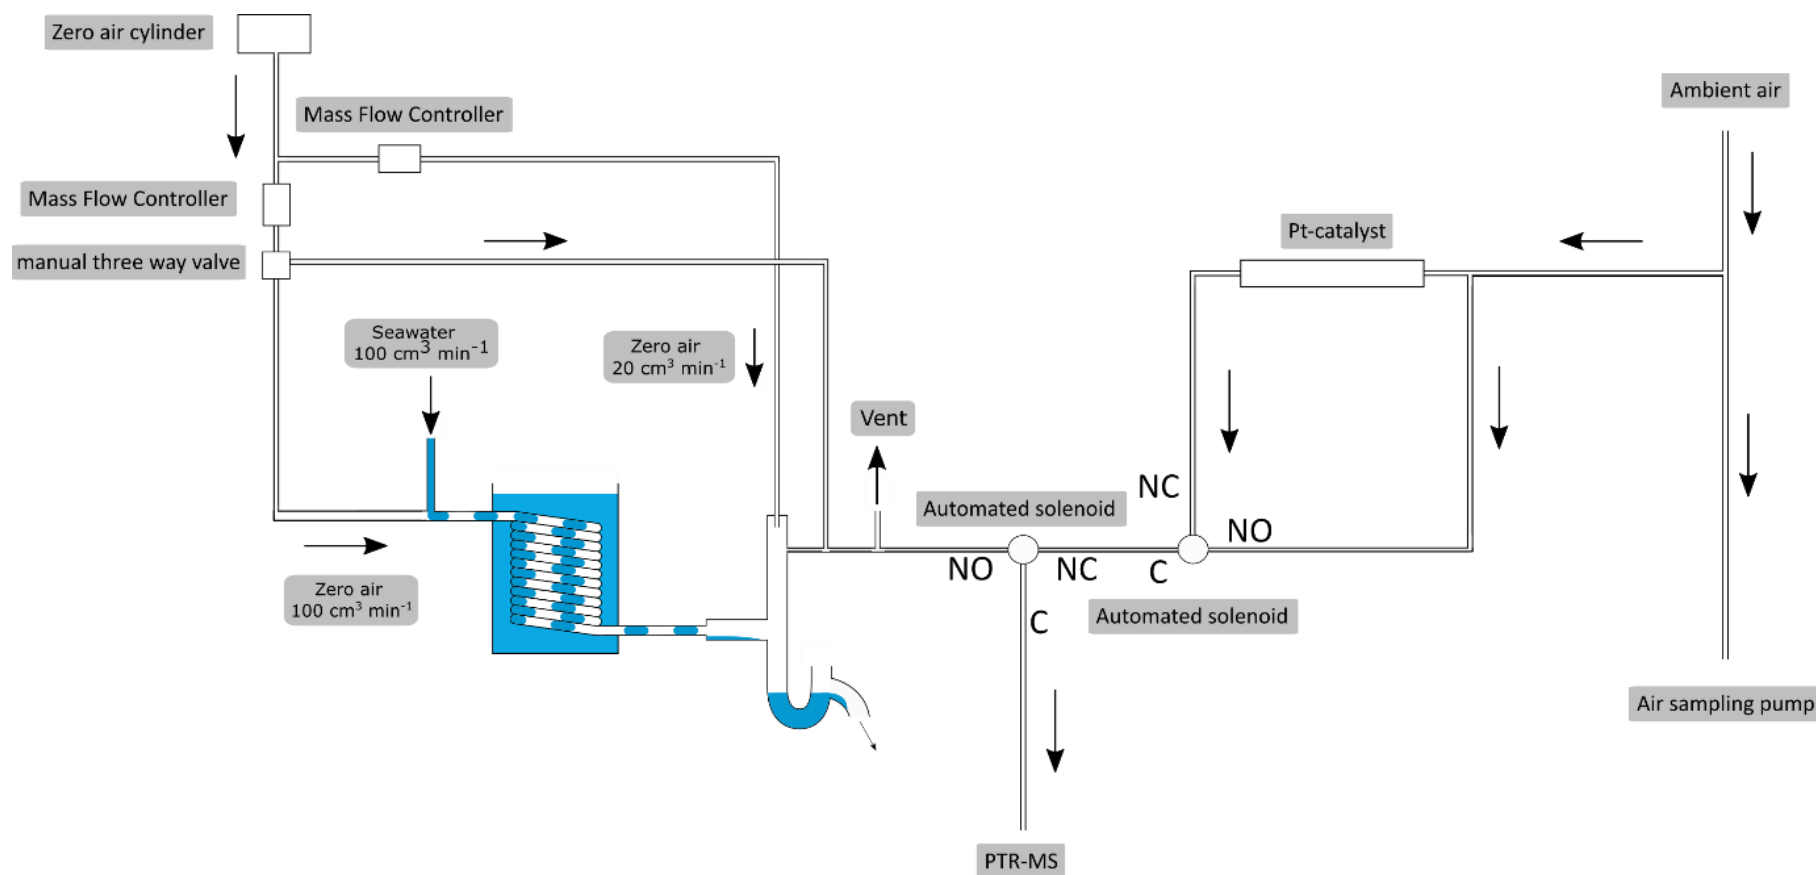 Zero air cylinder
Mass Flow Controller
Ambient air
Mass Flow Controller
Pt-catalyst
manual three way valve
Seawater
100 cm³ min⁻¹
Zero air
20 cm³ min⁻¹
Vent
NC
Automated solenoid
NO
NO
NC
C
Zero air
100 cm³ min⁻¹
C
Automated solenoid
Air sampling pump
PTR-MS